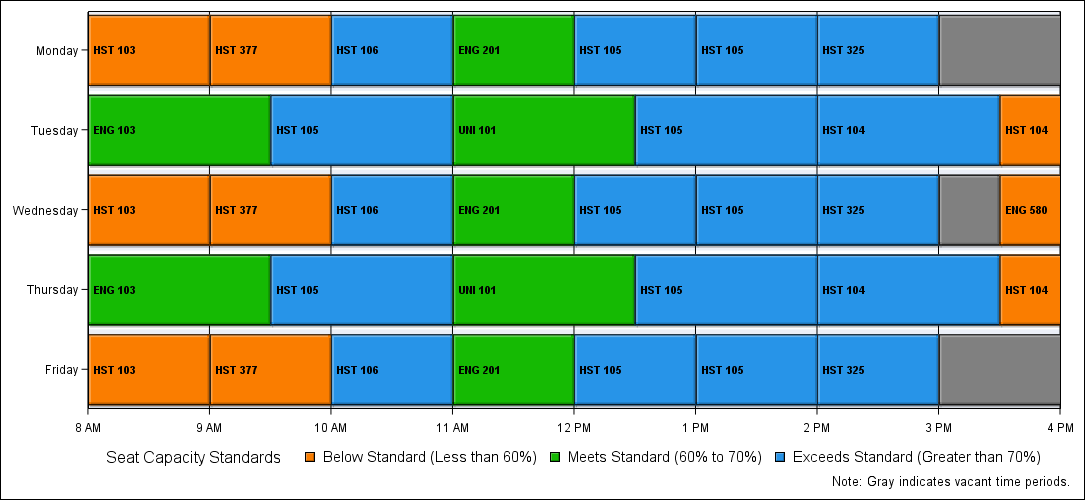 Monday HST 103 HST 377 HST 106 ENG 201 HST 105 HST 105 HST 325
Tuesday ENG 103 HST 105 UNI 101 HST 105 HST 104 HST 104
Wednesday HST 103 HST 377 HST 106 ENG 201 HST 105 HST 105 HST 325 ENG 580
Thursday ENG 103 HST 105 UNI 101 HST 105 HST 104 HST 104
Friday HST 103 HST 377 HST 106 ENG 201 HST 105 HST 105 HST 325
8 AM 9 AM 10 AM 11 AM 12 PM 1 PM 2 PM 3 PM 4 PM
Seat Capacity Standards Below Standard (Less than 60%) Meets Standard (60% to 70%) Exceeds Standard (Greater than 70%)
Note: Gray indicates vacant time periods.